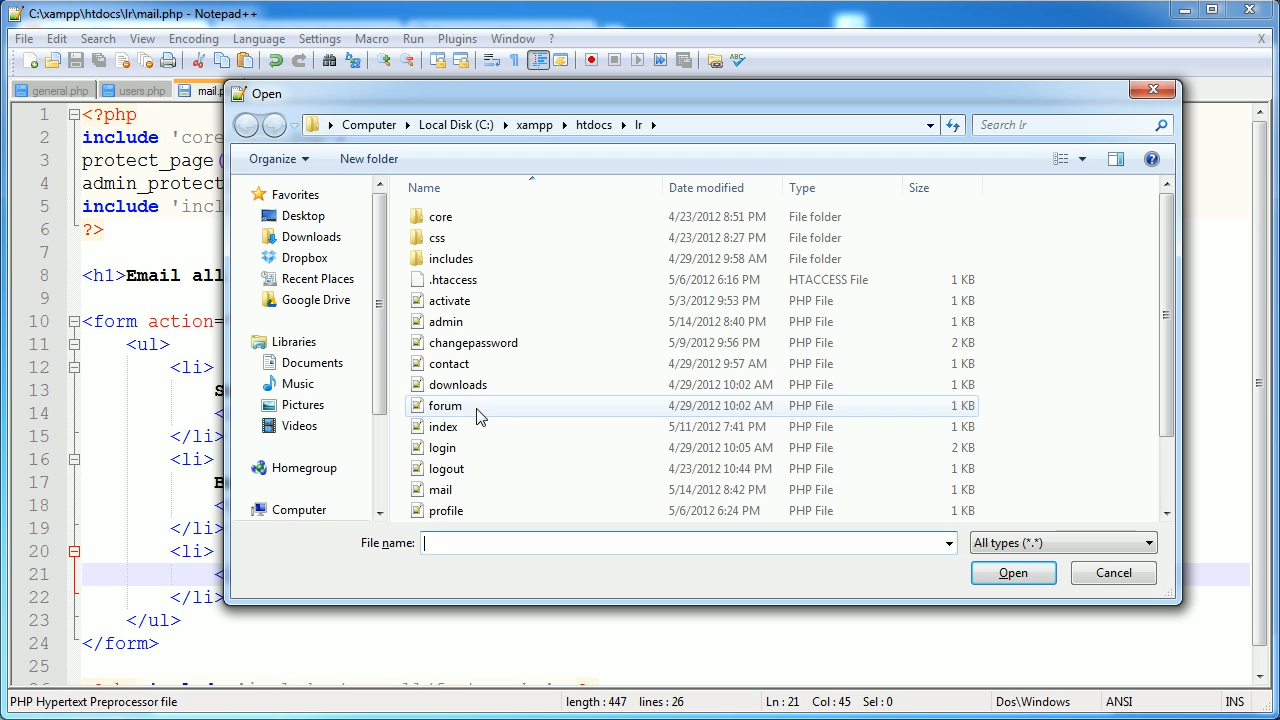 C:\xampp\htdocs\lr\mail.php - Notepad++
File Edit Search View Encoding Language Settings Macro Run Plugins Window ? X
general.php users.php mail.p
Open
Computer Local Disk (C:) xampp htdocs lr
Search lr
Organize New folder
Name Date modified Type Size
Favorites
Desktop
Downloads
Dropbox
Recent Places
Google Drive
Libraries
Documents
Music
Pictures
Videos
Homegroup
Computer
core 4/23/2012 8:51 PM File folder
css 4/23/2012 8:27 PM File folder
includes 4/29/2012 9:58 AM File folder
.htaccess 5/6/2012 6:16 PM HTACCESS File 1 KB
activate 5/3/2012 9:53 PM PHP File 1 KB
admin 5/14/2012 8:40 PM PHP File 1 KB
changepassword 5/9/2012 9:56 PM PHP File 2 KB
contact 4/29/2012 9:57 AM PHP File 1 KB
downloads 4/29/2012 10:02 AM PHP File 1 KB
forum 4/29/2012 10:02 AM PHP File 1 KB
index 5/11/2012 7:41 PM PHP File 1 KB
login 4/29/2012 10:05 AM PHP File 2 KB
logout 4/23/2012 10:44 PM PHP File 1 KB
mail 5/14/2012 8:42 PM PHP File 1 KB
profile 5/6/2012 6:24 PM PHP File 1 KB
File name: All types (*.*)
Open Cancel
1 <?php
2 include 'core
3 protect_page(
4 admin_protect
5 include 'incl
6 ?>
7
8 <h1>Email all
9
10 <form action=
11 <ul>
12 <li>
13 S
14 <
15 </li>
16 <li>
17
18 <
19 </li>
20 <li>
21 <
22 </li>
23 </ul>
24 </form>
25
PHP Hypertext Preprocessor file length : 447 lines : 26 Ln : 21 Col : 45 Sel : 0 Dos\Windows ANSI INS